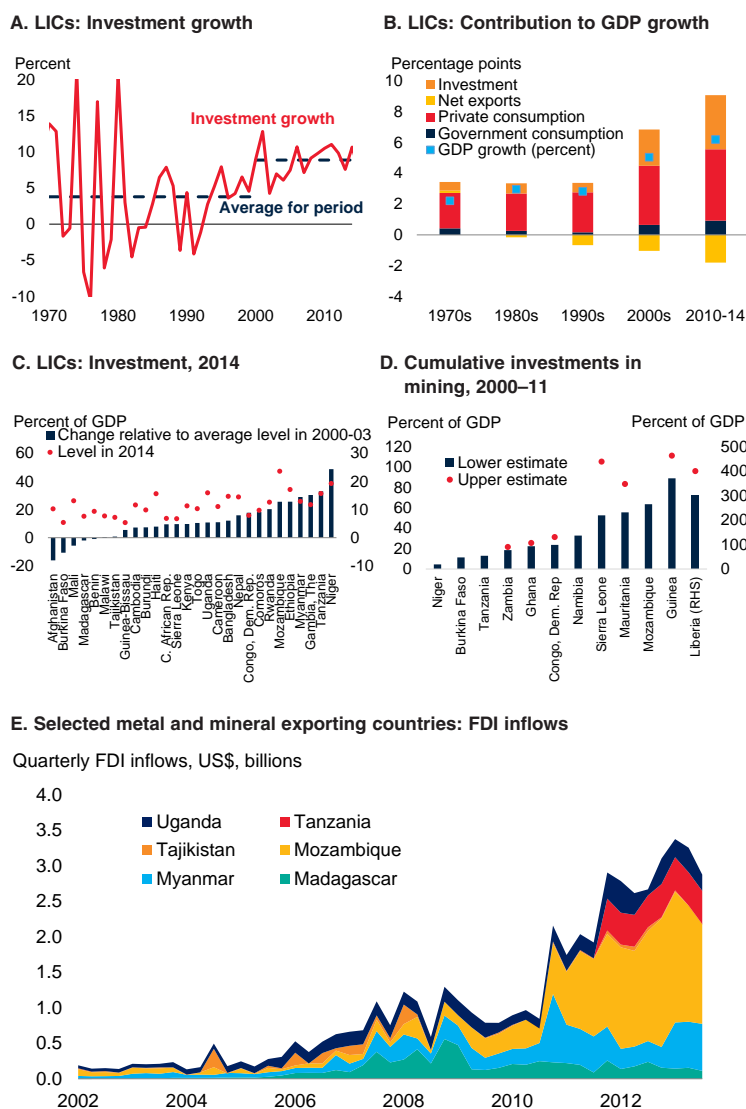 A. LICs: Investment growth
Percent
20
15
10
5
0
-5
-10
Investment growth
Average for period
1970
1980
1990
2000
2010
B. LICs: Contribution to GDP growth
Percentage points
10
8
6
4
2
0
-2
-4
Investment
Net exports
Private consumption
Government consumption
GDP growth (percent)
1970s
1980s
1990s
2000s
2010-14
C. LICs: Investment, 2014
Percent of GDP
Change relative to average level in 2000-03
Level in 2014
60
40
20
0
-20
30
20
10
0
-10
Afghanistan
Burkina Faso
Mali
Madagascar
Benin
Malawi
Tajikistan
Guinea-Bissau
Cambodia
Burundi
Haiti
C. African Rep.
Sierra Leone
Kenya
Togo
Uganda
Cameroon
Bangladesh
Nepal
Congo, Dem. Rep.
Comoros
Rwanda
Mozambique
Ethiopia
Myanmar
Gambia, The
Tanzania
Niger
D. Cumulative investments in
mining, 2000–11
Percent of GDP
Percent of GDP
120
100
80
60
40
20
0
500
400
300
200
100
0
Lower estimate
Upper estimate
Niger
Burkina Faso
Tanzania
Zambia
Ghana
Congo, Dem. Rep
Namibia
Sierra Leone
Mauritania
Mozambique
Guinea
Liberia (RHS)
E. Selected metal and mineral exporting countries: FDI inflows
Quarterly FDI inflows, US$, billions
4.0
3.5
3.0
2.5
2.0
1.5
1.0
0.5
0.0
Uganda
Tanzania
Tajikistan
Mozambique
Myanmar
Madagascar
2002
2004
2006
2008
2010
2012